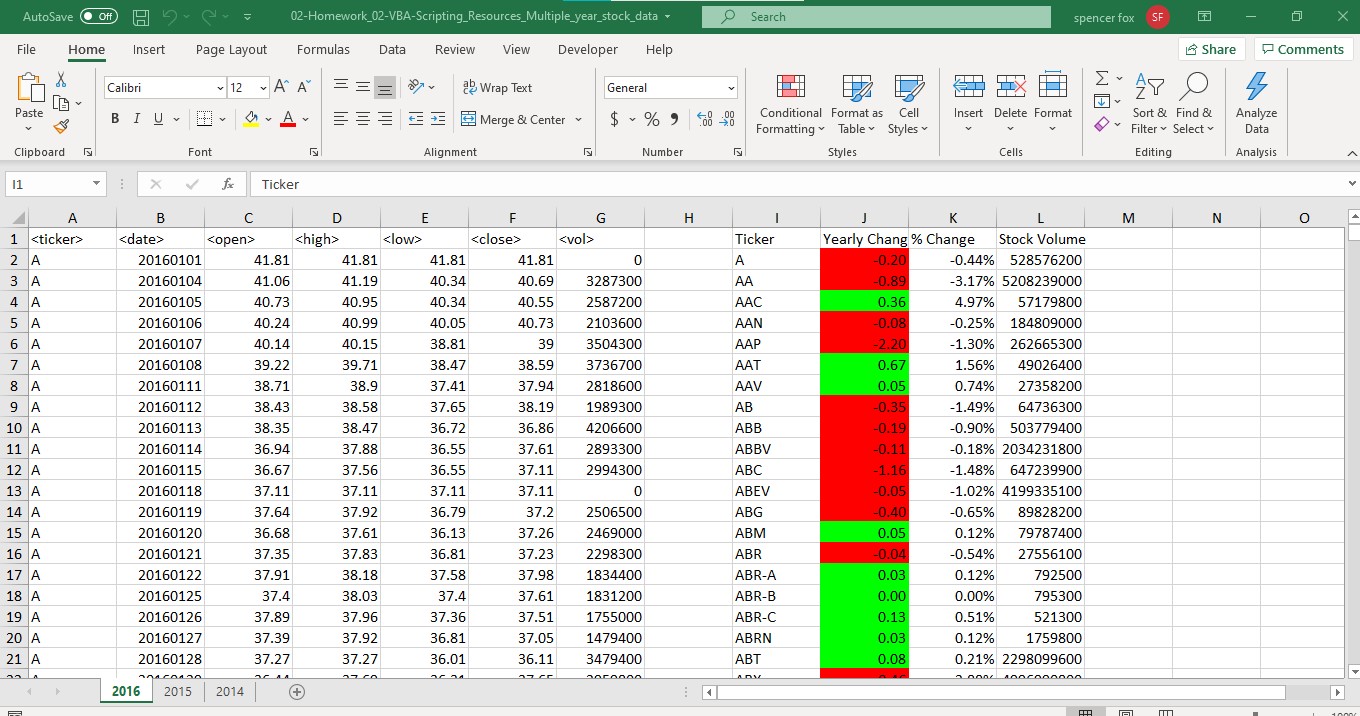 AutoSave Off 02-Homework_02-VBA-Scripting_Resources_Multiple_year_stock_data Search spencer fox SF
File Home Insert Page Layout Formulas Data Review View Developer Help Share Comments
Paste Calibri 12 A A ab Wrap Text General Conditional Formatting Format as Table Cell Styles Insert Delete Format Sort & Filter Find & Select Analyze Data
B I U A Merge & Center $ % 9
Clipboard Font Alignment Number Styles Cells Editing Analysis
I1 fx Ticker
A B C D E F G H I J K L M N O
1 <ticker> <date> <open> <high> <low> <close> <vol> Ticker Yearly Chang % Change Stock Volume
2 A 20160101 41.81 41.81 41.81 41.81 0 A -0.20 -0.44% 528576200
3 A 20160104 41.06 41.19 40.34 40.69 3287300 AA -0.89 -3.17% 5208239000
4 A 20160105 40.73 40.95 40.34 40.55 2587200 AAC 0.36 4.97% 57179800
5 A 20160106 40.24 40.99 40.05 40.73 2103600 AAN -0.08 -0.25% 184809000
6 A 20160107 40.14 40.15 38.81 39 3504300 AAP -2.20 -1.30% 262665300
7 A 20160108 39.22 39.71 38.47 38.59 3736700 AAT 0.67 1.56% 49026400
8 A 20160111 38.71 38.9 37.41 37.94 2818600 AAV 0.05 0.74% 27358200
9 A 20160112 38.43 38.58 37.65 38.19 1989300 AB -0.35 -1.49% 64736300
10 A 20160113 38.35 38.47 36.72 36.86 4206600 ABB -0.19 -0.90% 503779400
11 A 20160114 36.94 37.88 36.55 37.61 2893300 ABBV -0.11 -0.18% 2034231800
12 A 20160115 36.67 37.56 36.55 37.11 2994300 ABC -1.16 -1.48% 647239900
13 A 20160118 37.11 37.11 37.11 37.11 0 ABEV -0.05 -1.02% 4199335100
14 A 20160119 37.64 37.92 36.79 37.2 2506500 ABG -0.40 -0.65% 89828200
15 A 20160120 36.68 37.61 36.13 37.26 2469000 ABM 0.05 0.12% 79787400
16 A 20160121 37.35 37.83 36.81 37.23 2298300 ABR -0.04 -0.54% 27556100
17 A 20160122 37.91 38.18 37.58 37.98 1834400 ABR-A 0.03 0.12% 792500
18 A 20160125 37.4 38.03 37.4 37.61 1831200 ABR-B 0.00 0.00% 795300
19 A 20160126 37.89 37.96 37.36 37.51 1755000 ABR-C 0.13 0.51% 521300
20 A 20160127 37.39 37.92 36.81 37.05 1479400 ABRN 0.03 0.12% 1759800
21 A 20160128 37.27 37.27 36.01 36.11 3479400 ABT 0.08 0.21% 2298099600
2016 2015 2014